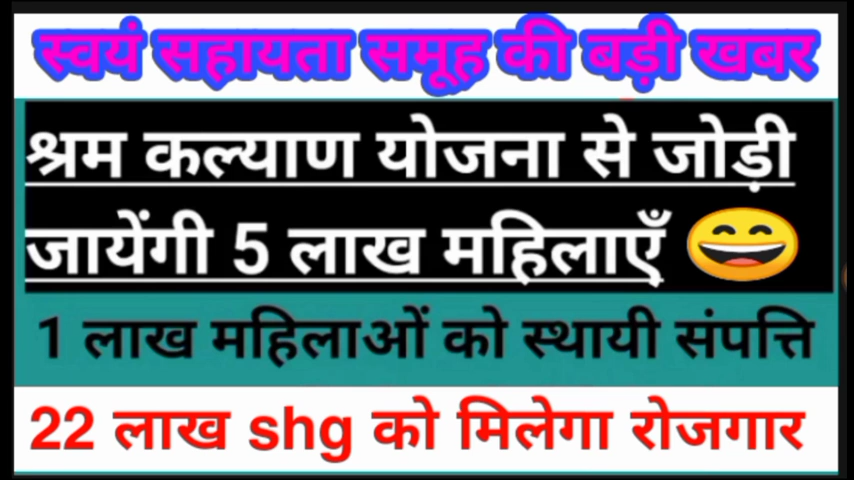 स्वयं सहायता समूह की बड़ी खबर
श्रम कल्याण योजना से जोड़ी
जायेंगी 5 लाख महिलाएँ 😄
1 लाख महिलाओं को स्थायी संपत्ति
22 लाख shg को मिलेगा रोजगार